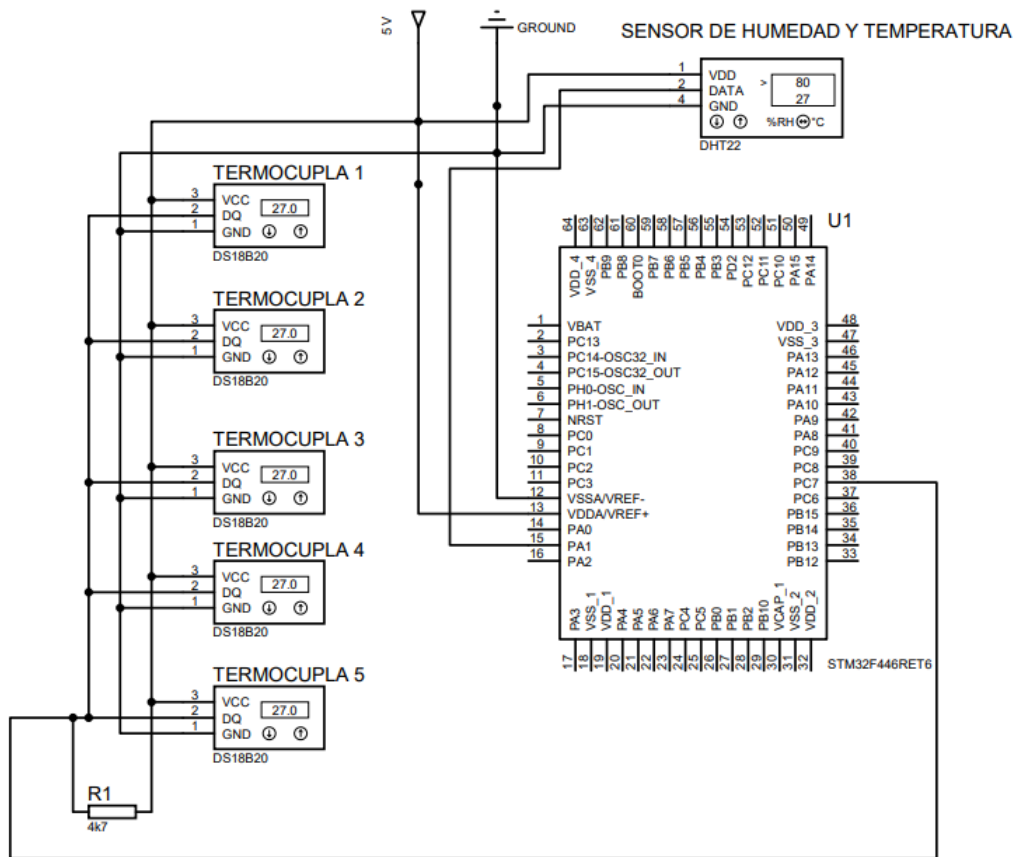 5 V
GROUND
SENSOR DE HUMEDAD Y TEMPERATURA
1 VDD
2 DATA
4 GND
> 80
27
%RH °C
DHT22
TERMOCUPLA 1
3 VCC
2 DQ
1 GND
27.0
DS18B20
TERMOCUPLA 2
3 VCC
2 DQ
1 GND
27.0
DS18B20
TERMOCUPLA 3
3 VCC
2 DQ
1 GND
27.0
DS18B20
TERMOCUPLA 4
3 VCC
2 DQ
1 GND
27.0
DS18B20
TERMOCUPLA 5
3 VCC
2 DQ
1 GND
27.0
DS18B20
R1
4k7
U1
64 VDD_4
63 VSS_4
62 PB9
61 PB8
60 BOOT0
59 PB7
58 PB6
57 PB5
56 PB4
55 PB3
54 PD2
53 PC12
52 PC11
51 PC10
50 PA15
49 PA14
1 VBAT
2 PC13
3 PC14-OSC32_IN
4 PC15-OSC32_OUT
5 PH0-OSC_IN
6 PH1-OSC_OUT
7 NRST
8 PC0
9 PC1
10 PC2
11 PC3
12 VSSA/VREF-
13 VDDA/VREF+
14 PA0
15 PA1
16 PA2
VDD_3 48
VSS_3 47
PA13 46
PA12 45
PA11 44
PA10 43
PA9 42
PA8 41
PC9 40
PC8 39
PC7 38
PC6 37
PB15 36
PB14 35
PB13 34
PB12 33
PA3 17
VSS_1 18
VDD_1 19
PA4 20
PA5 21
PA6 22
PA7 23
PC4 24
PC5 25
PB0 26
PB1 27
PB2 28
PB10 29
VCAP_1 30
VSS_2 31
VDD_2 32
STM32F446RET6